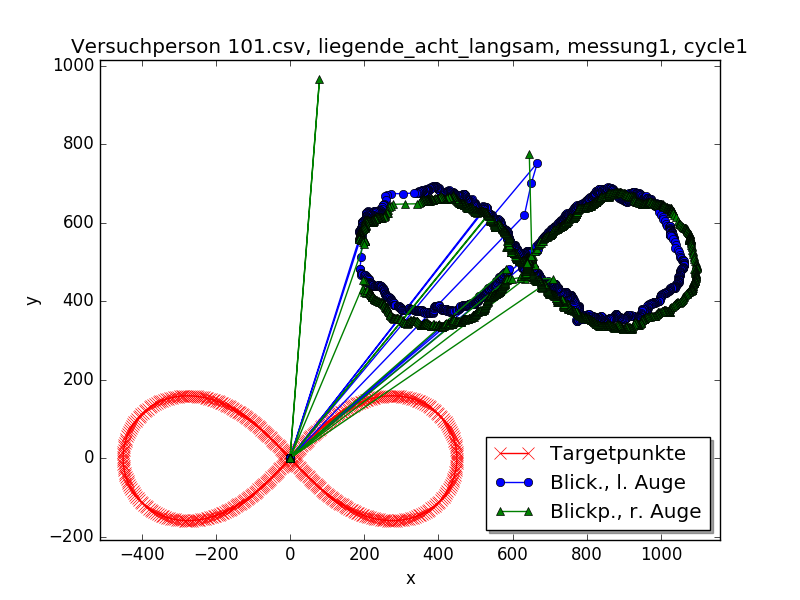 Versuchperson 101.csv, liegende_acht_langsam, messung1, cycle1
1000
800
600
400
200
0
−200
y
−400
−200
0
200
400
600
800
1000
x
Targetpunkte
Blick., l. Auge
Blickp., r. Auge